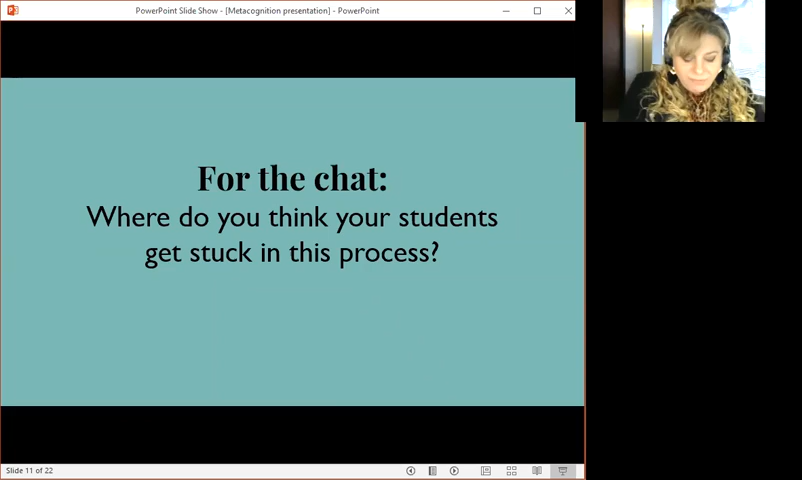 PowerPoint Slide Show - [Metacognition presentation] - PowerPoint
For the chat:
Where do you think your students
get stuck in this process?
Slide 11 of 22